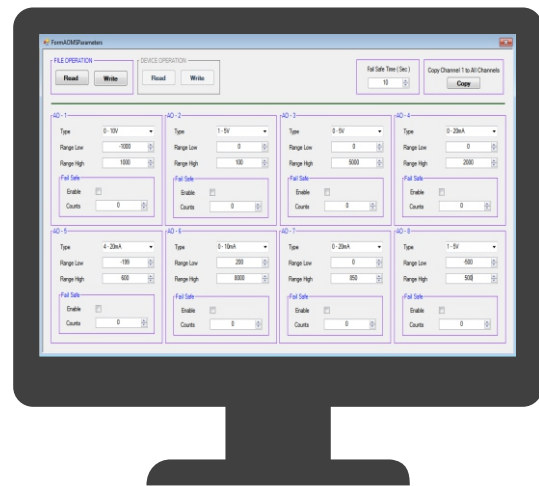 FormAOMSParameters
FILE OPERATION
Read Write
DEVICE OPERATION
Read Write
Fail Safe Time ( Sec )
10
Copy Channel 1 to All Channels
Copy
AO - 1
Type 0 - 10V
Range Low -1000
Range High 1000
Fail Safe
Enable
Counts 0
AO - 2
Type 1 - 5V
Range Low 0
Range High 100
Fail Safe
Enable
Counts 0
AO - 3
Type 0 - 5V
Range Low 0
Range High 5000
Fail Safe
Enable
Counts 0
AO - 4
Type 0 - 20mA
Range Low 0
Range High 2000
Fail Safe
Enable
Counts 0
AO - 5
Type 4 - 20mA
Range Low -199
Range High 600
Fail Safe
Enable
Counts 0
AO - 6
Type 0 - 10mA
Range Low 200
Range High 8000
Fail Safe
Enable
Counts 0
AO - 7
Type 0 - 20mA
Range Low 0
Range High 850
Fail Safe
Enable
Counts 0
AO - 8
Type 1 - 5V
Range Low -500
Range High 500
Fail Safe
Enable
Counts 0